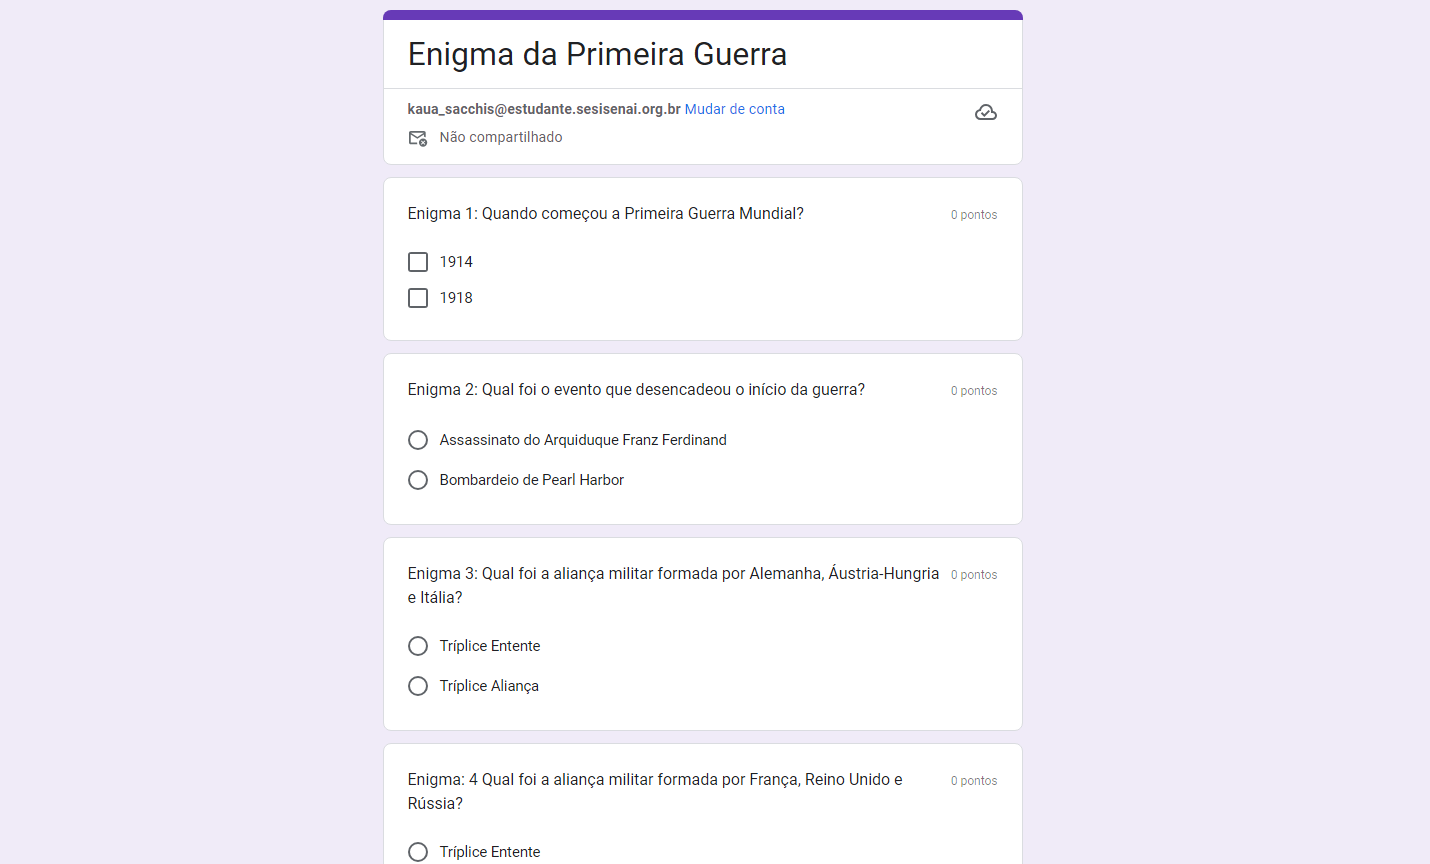 Enigma da Primeira Guerra
kaua_sacchis@estudante.sesisenai.org.br Mudar de conta
Não compartilhado
Enigma 1: Quando começou a Primeira Guerra Mundial? 0 pontos
1914
1918
Enigma 2: Qual foi o evento que desencadeou o início da guerra? 0 pontos
Assassinato do Arquiduque Franz Ferdinand
Bombardeio de Pearl Harbor
Enigma 3: Qual foi a aliança militar formada por Alemanha, Áustria-Hungria 0 pontos
e Itália?
Tríplice Entente
Tríplice Aliança
Enigma: 4 Qual foi a aliança militar formada por França, Reino Unido e 0 pontos
Rússia?
Tríplice Entente